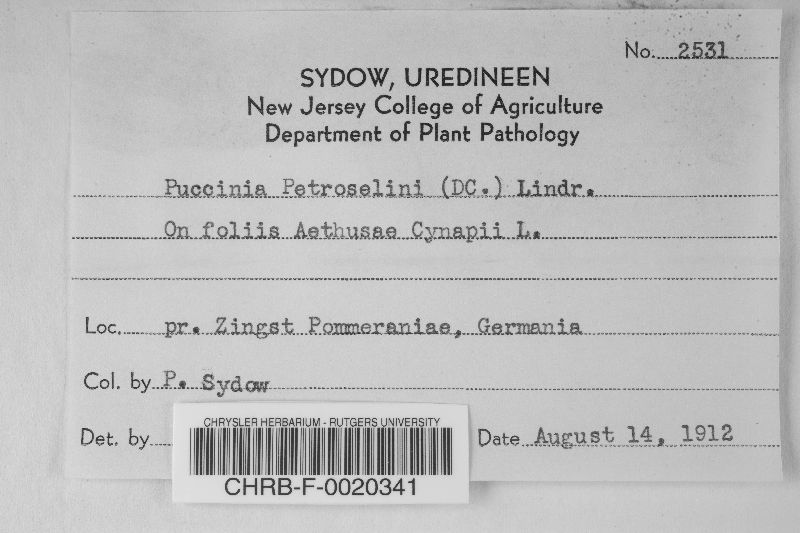 No. 2531
SYDOW, UREDINEEN
New Jersey College of Agriculture
Department of Plant Pathology
Puccinia Petroselini (DC.) Lindr.
On foliis Aethusae Cynapii L.
Loc. pr. Zingst Pommeraniae, Germania
Col. by P. Sydow
Det. by
Date August 14, 1912
CHRYSLER HERBARIUM - RUTGERS UNIVERSITY
CHRB-F-0020341